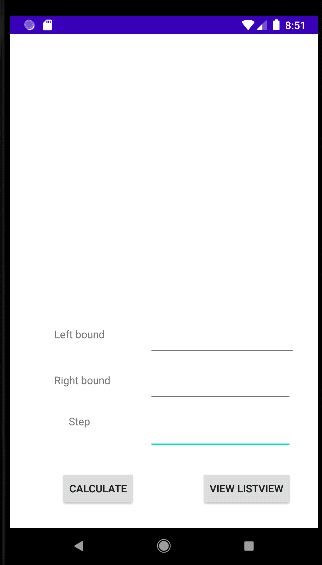 8:51
Left bound
Right bound
Step
CALCULATE VIEW LISTVIEW